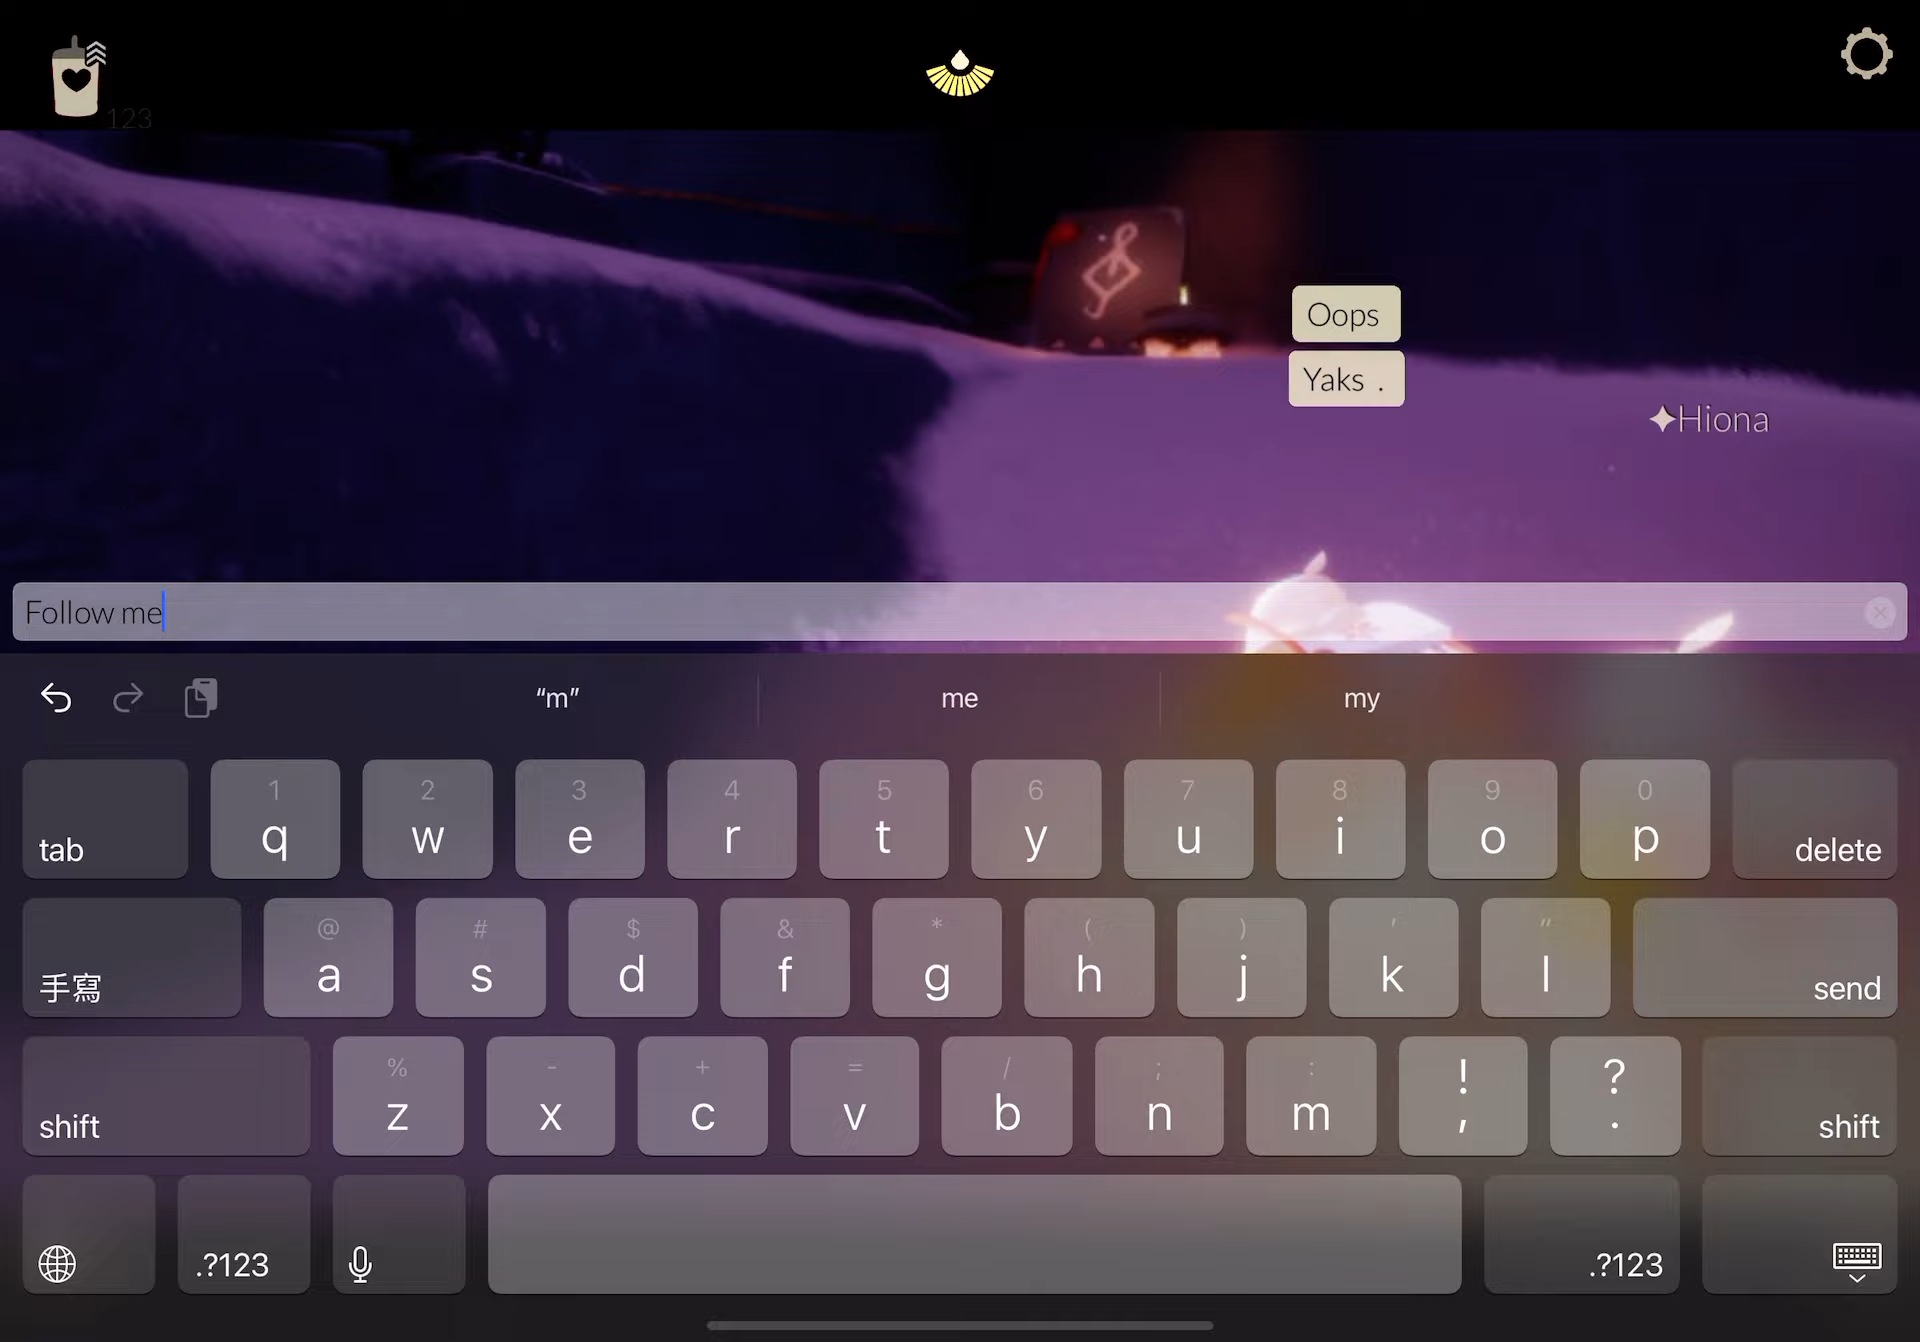 123
Oops
Yaks .
✦Hiona
Follow me
“m” me my
1 2 3 4 5 6 7 8 9 0
tab q w e r t y u i o p delete
@ # $ & * ( ) ' "
手寫 a s d f g h j k l send
% - + = / ; : ! ?
shift z x c v b n m , . shift
.?123 .?123